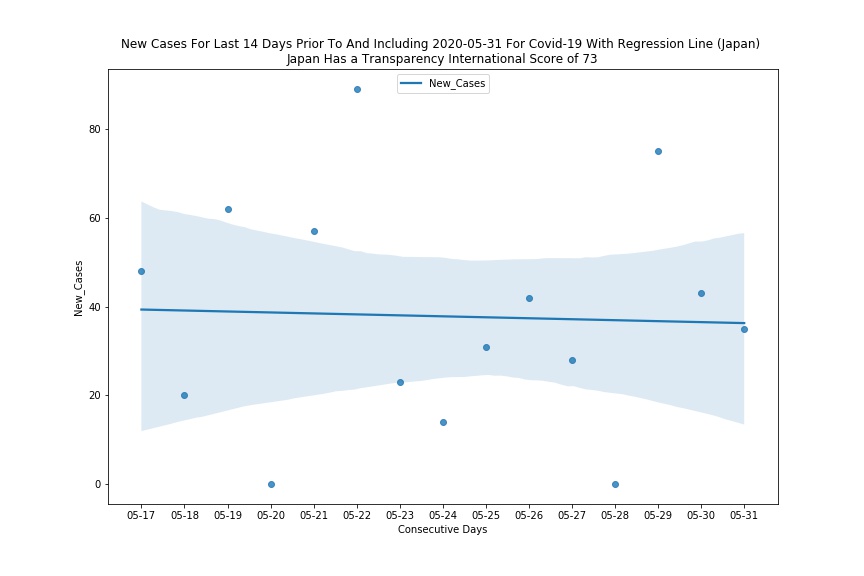 New Cases For Last 14 Days Prior To And Including 2020-05-31 For Covid-19 With Regression Line (Japan)
Japan Has a Transparency International Score of 73
New_Cases
80
60
40
20
0
New_Cases
05-17 05-18 05-19 05-20 05-21 05-22 05-23 05-24 05-25 05-26 05-27 05-28 05-29 05-30 05-31
Consecutive Days